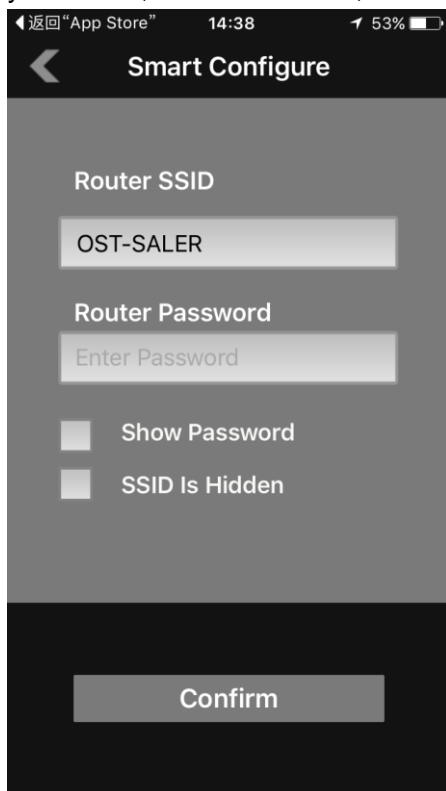 返回“App Store” 14:38 53%
Smart Configure
Router SSID
OST-SALER
Router Password
Enter Password
Show Password
SSID Is Hidden
Confirm